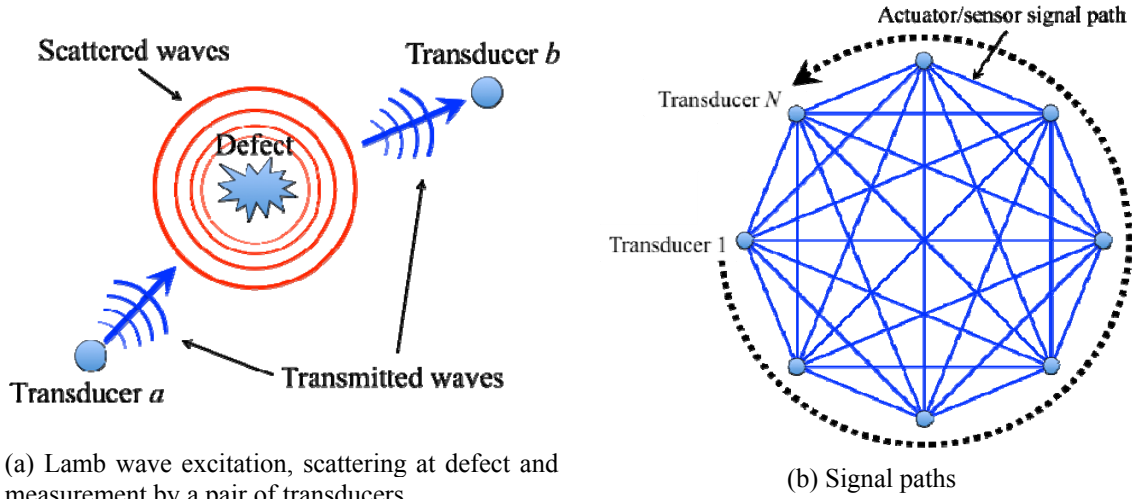 Scattered waves
Transducer b
Defect
Transducer a
Transmitted waves
(a) Lamb wave excitation, scattering at defect and
measurement by a pair of transducers
Actuator/sensor signal path
Transducer N
Transducer 1
(b) Signal paths